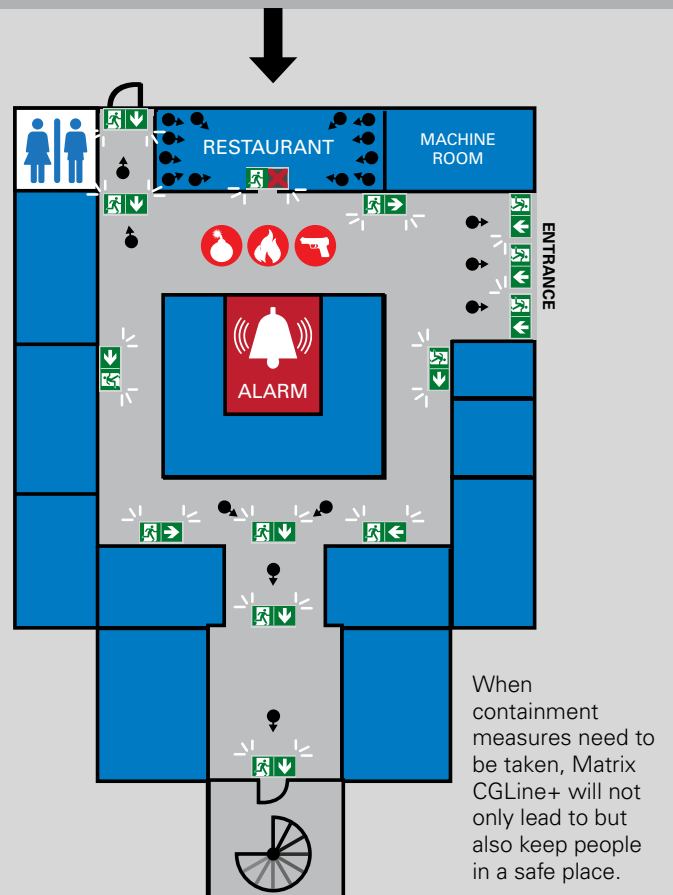 RESTAURANT
MACHINE
ROOM
ENTRANCE
ALARM
When
containment
measures need to
be taken, Matrix
CGLine+ will not
only lead to but
also keep people
in a safe place.